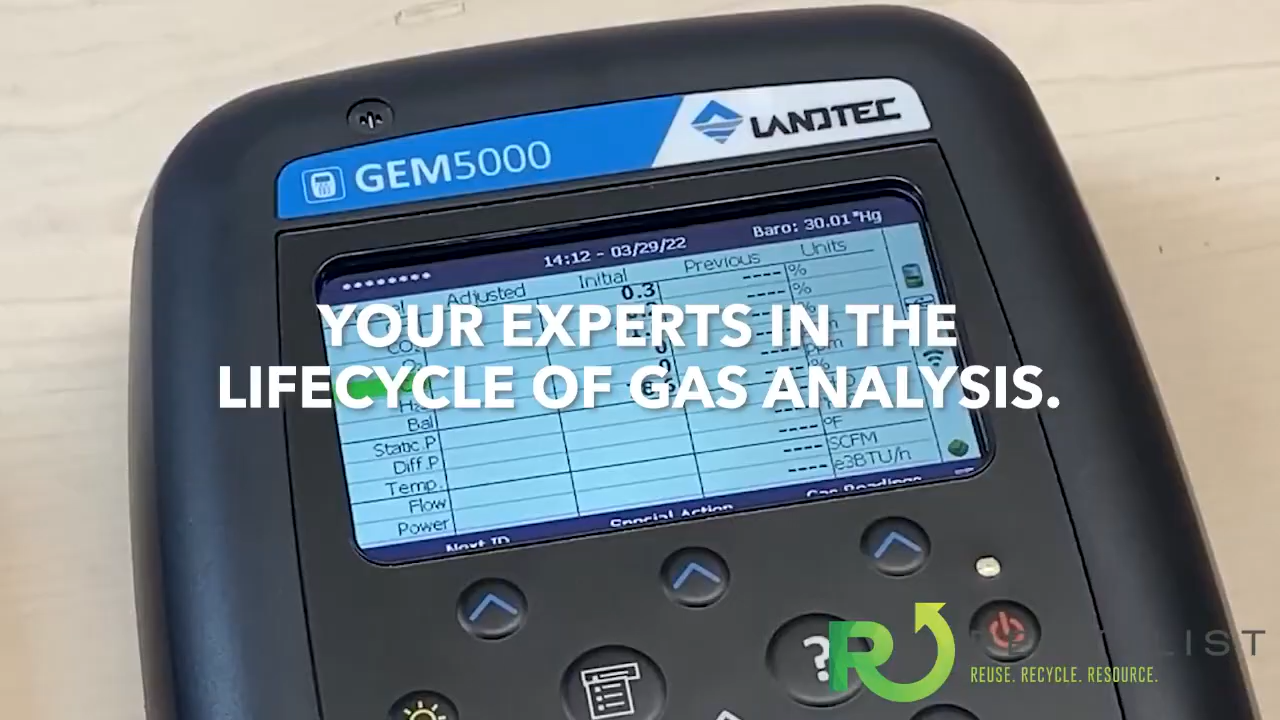 LANDTEC
GEM5000
14:12 - 03/29/22
Baro: 30.01"Hg
Adjusted
Initial
Previous
Units
0.3
----
%
----
%
YOUR EXPERTS IN THE
LIFECYCLE OF GAS ANALYSIS.
Bal
Static.P
Diff.P
Temp.
----
°F
Flow
----
SCFM
Power
----
e3BTU/h
Next ID
Special Action
Gas Readings
?
REUSE. RECYCLE. RESOURCE.